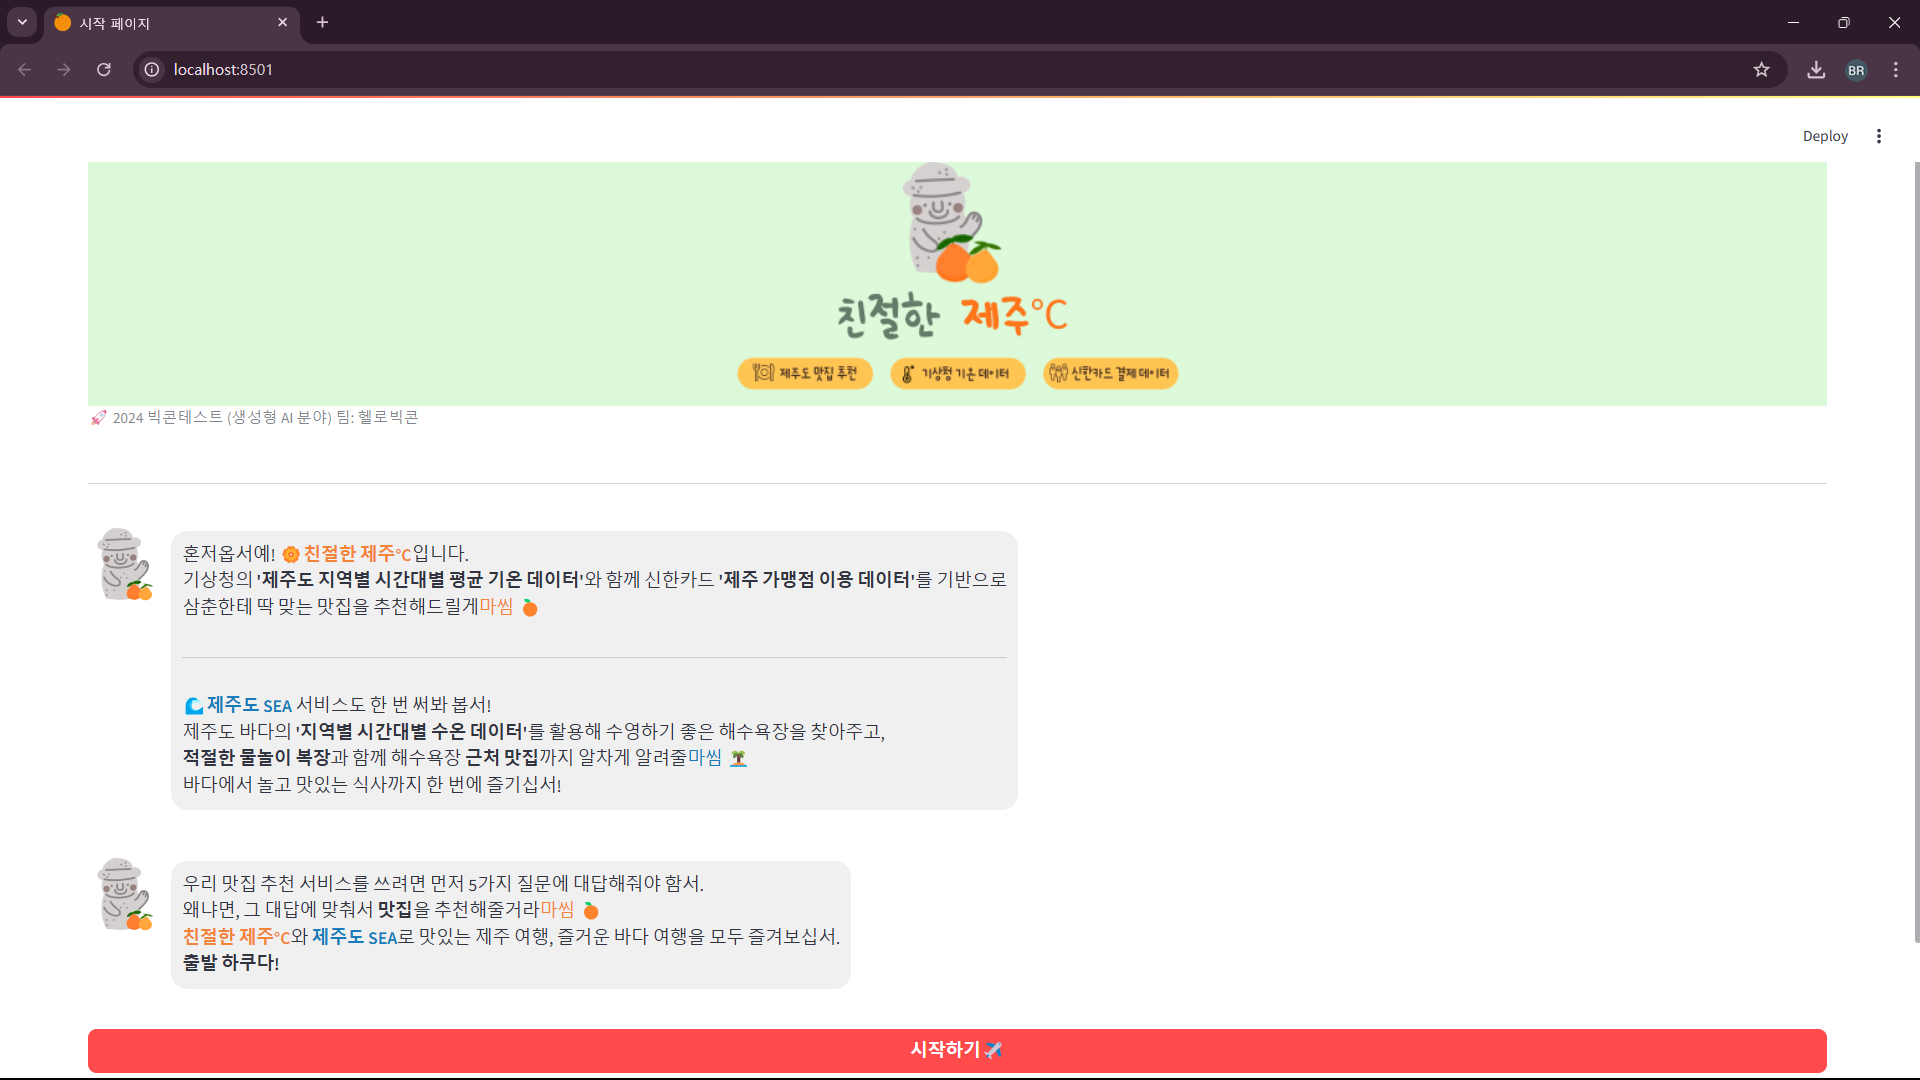 시작 페이지
localhost:8501
BR
Deploy
친절한 제주℃
제주도 맛집 추천
기상청 기온 데이터
신한카드 결제 데이터
🚀 2024 빅콘테스트 (생성형 AI 분야) 팀: 헬로빅콘
혼저옵서예! 🌼 친절한 제주℃입니다.
기상청의 '제주도 지역별 시간대별 평균 기온 데이터'와 함께 신한카드 '제주 가맹점 이용 데이터'를 기반으로
삼춘한테 딱 맞는 맛집을 추천해드릴게마씸 🍊
🌊 제주도 SEA 서비스도 한 번 써봐 봅서!
제주도 바다의 '지역별 시간대별 수온 데이터'를 활용해 수영하기 좋은 해수욕장을 찾아주고,
적절한 물놀이 복장과 함께 해수욕장 근처 맛집까지 알차게 알려줄마씸 🏝️
바다에서 놀고 맛있는 식사까지 한 번에 즐기십서!
우리 맛집 추천 서비스를 쓰려면 먼저 5가지 질문에 대답해줘야 함서.
왜냐면, 그 대답에 맞춰서 맛집을 추천해줄거라마씸 🍊
친절한 제주℃와 제주도 SEA로 맛있는 제주 여행, 즐거운 바다 여행을 모두 즐겨보십서.
출발 하쿠다!
시작하기 ✈️